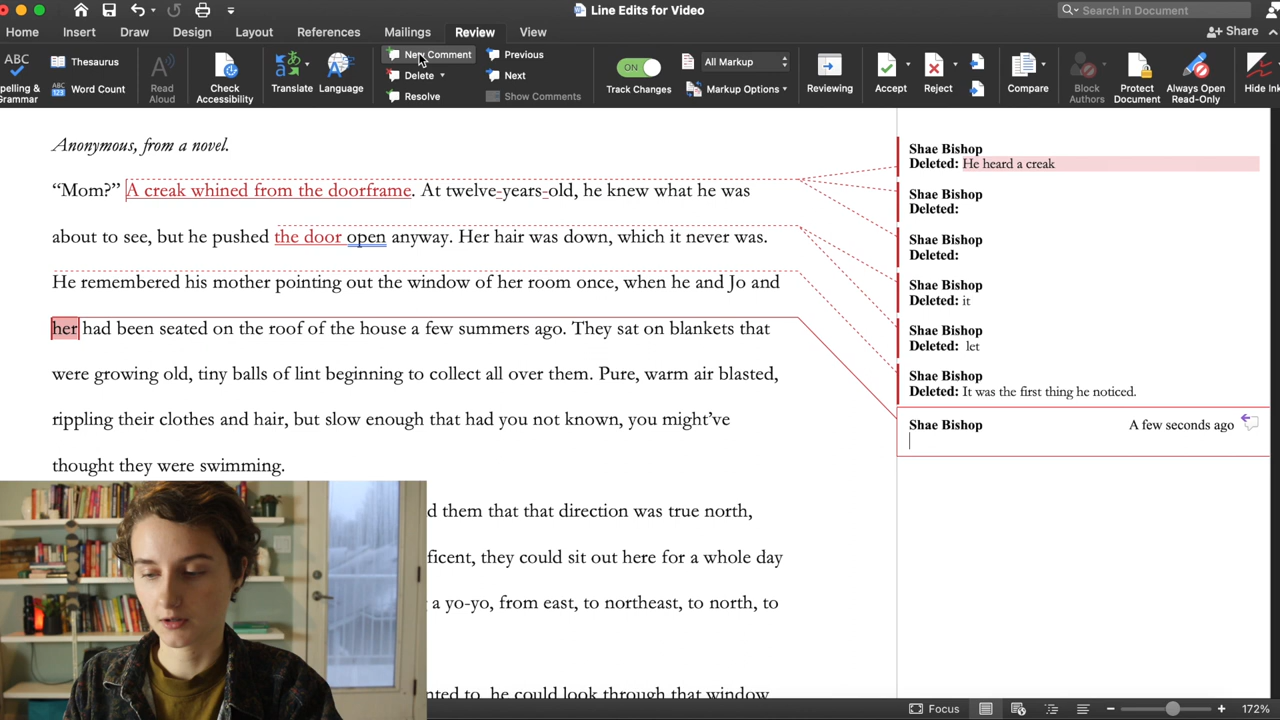 Line Edits for Video
Search in Document
Home Insert Draw Design Layout References Mailings Review View
Share
ABC Thesaurus
ABC 123 Word Count
Read Aloud
Check Accessibility
Translate Language
New Comment
Delete
Resolve
Previous
Next
Show Comments
ON
Track Changes
All Markup
Markup Options
Reviewing
Accept
Reject
Compare
Block Authors
Protect Document
Always Open Read-Only
Anonymous, from a novel.
“Mom?” A creak whined from the doorframe. At twelve-years-old, he knew what he was
about to see, but he pushed the door open anyway. Her hair was down, which it never was.
He remembered his mother pointing out the window of her room once, when he and Jo and
her had been seated on the roof of the house a few summers ago. They sat on blankets that
were growing old, tiny balls of lint beginning to collect all over them. Pure, warm air blasted,
rippling their clothes and hair, but slow enough that had you not known, you might’ve
thought they were swimming.
d them that that direction was true north,
ficent, they could sit out here for a whole day
a yo-yo, from east, to northeast, to north, to
nted to, he could look through that window
Shae Bishop
Deleted: He heard a creak
Shae Bishop
Deleted:
Shae Bishop
Deleted:
Shae Bishop
Deleted: it
Shae Bishop
Deleted: let
Shae Bishop
Deleted: It was the first thing he noticed.
Shae Bishop A few seconds ago
Focus
172%